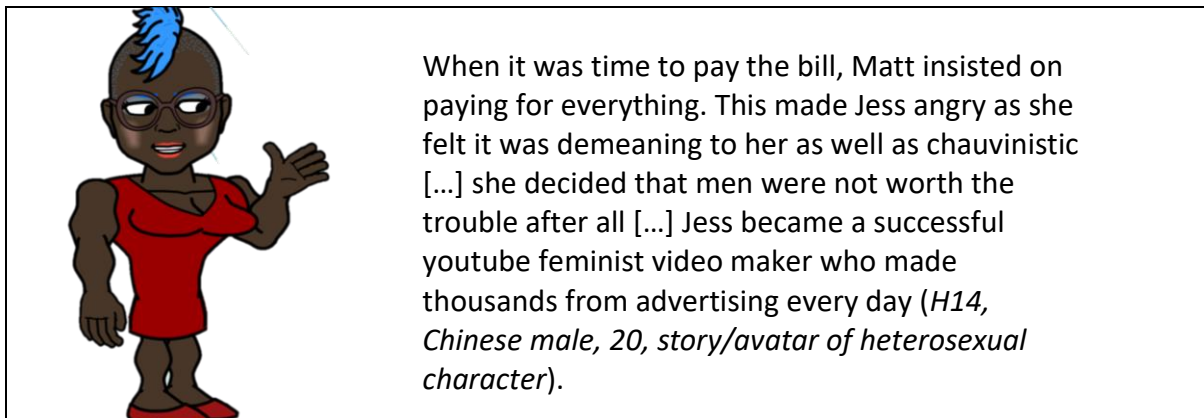 When it was time to pay the bill, Matt insisted on
paying for everything. This made Jess angry as she
felt it was demeaning to her as well as chauvinistic
[…] she decided that men were not worth the
trouble after all […] Jess became a successful
youtube feminist video maker who made
thousands from advertising every day (H14,
Chinese male, 20, story/avatar of heterosexual
character).